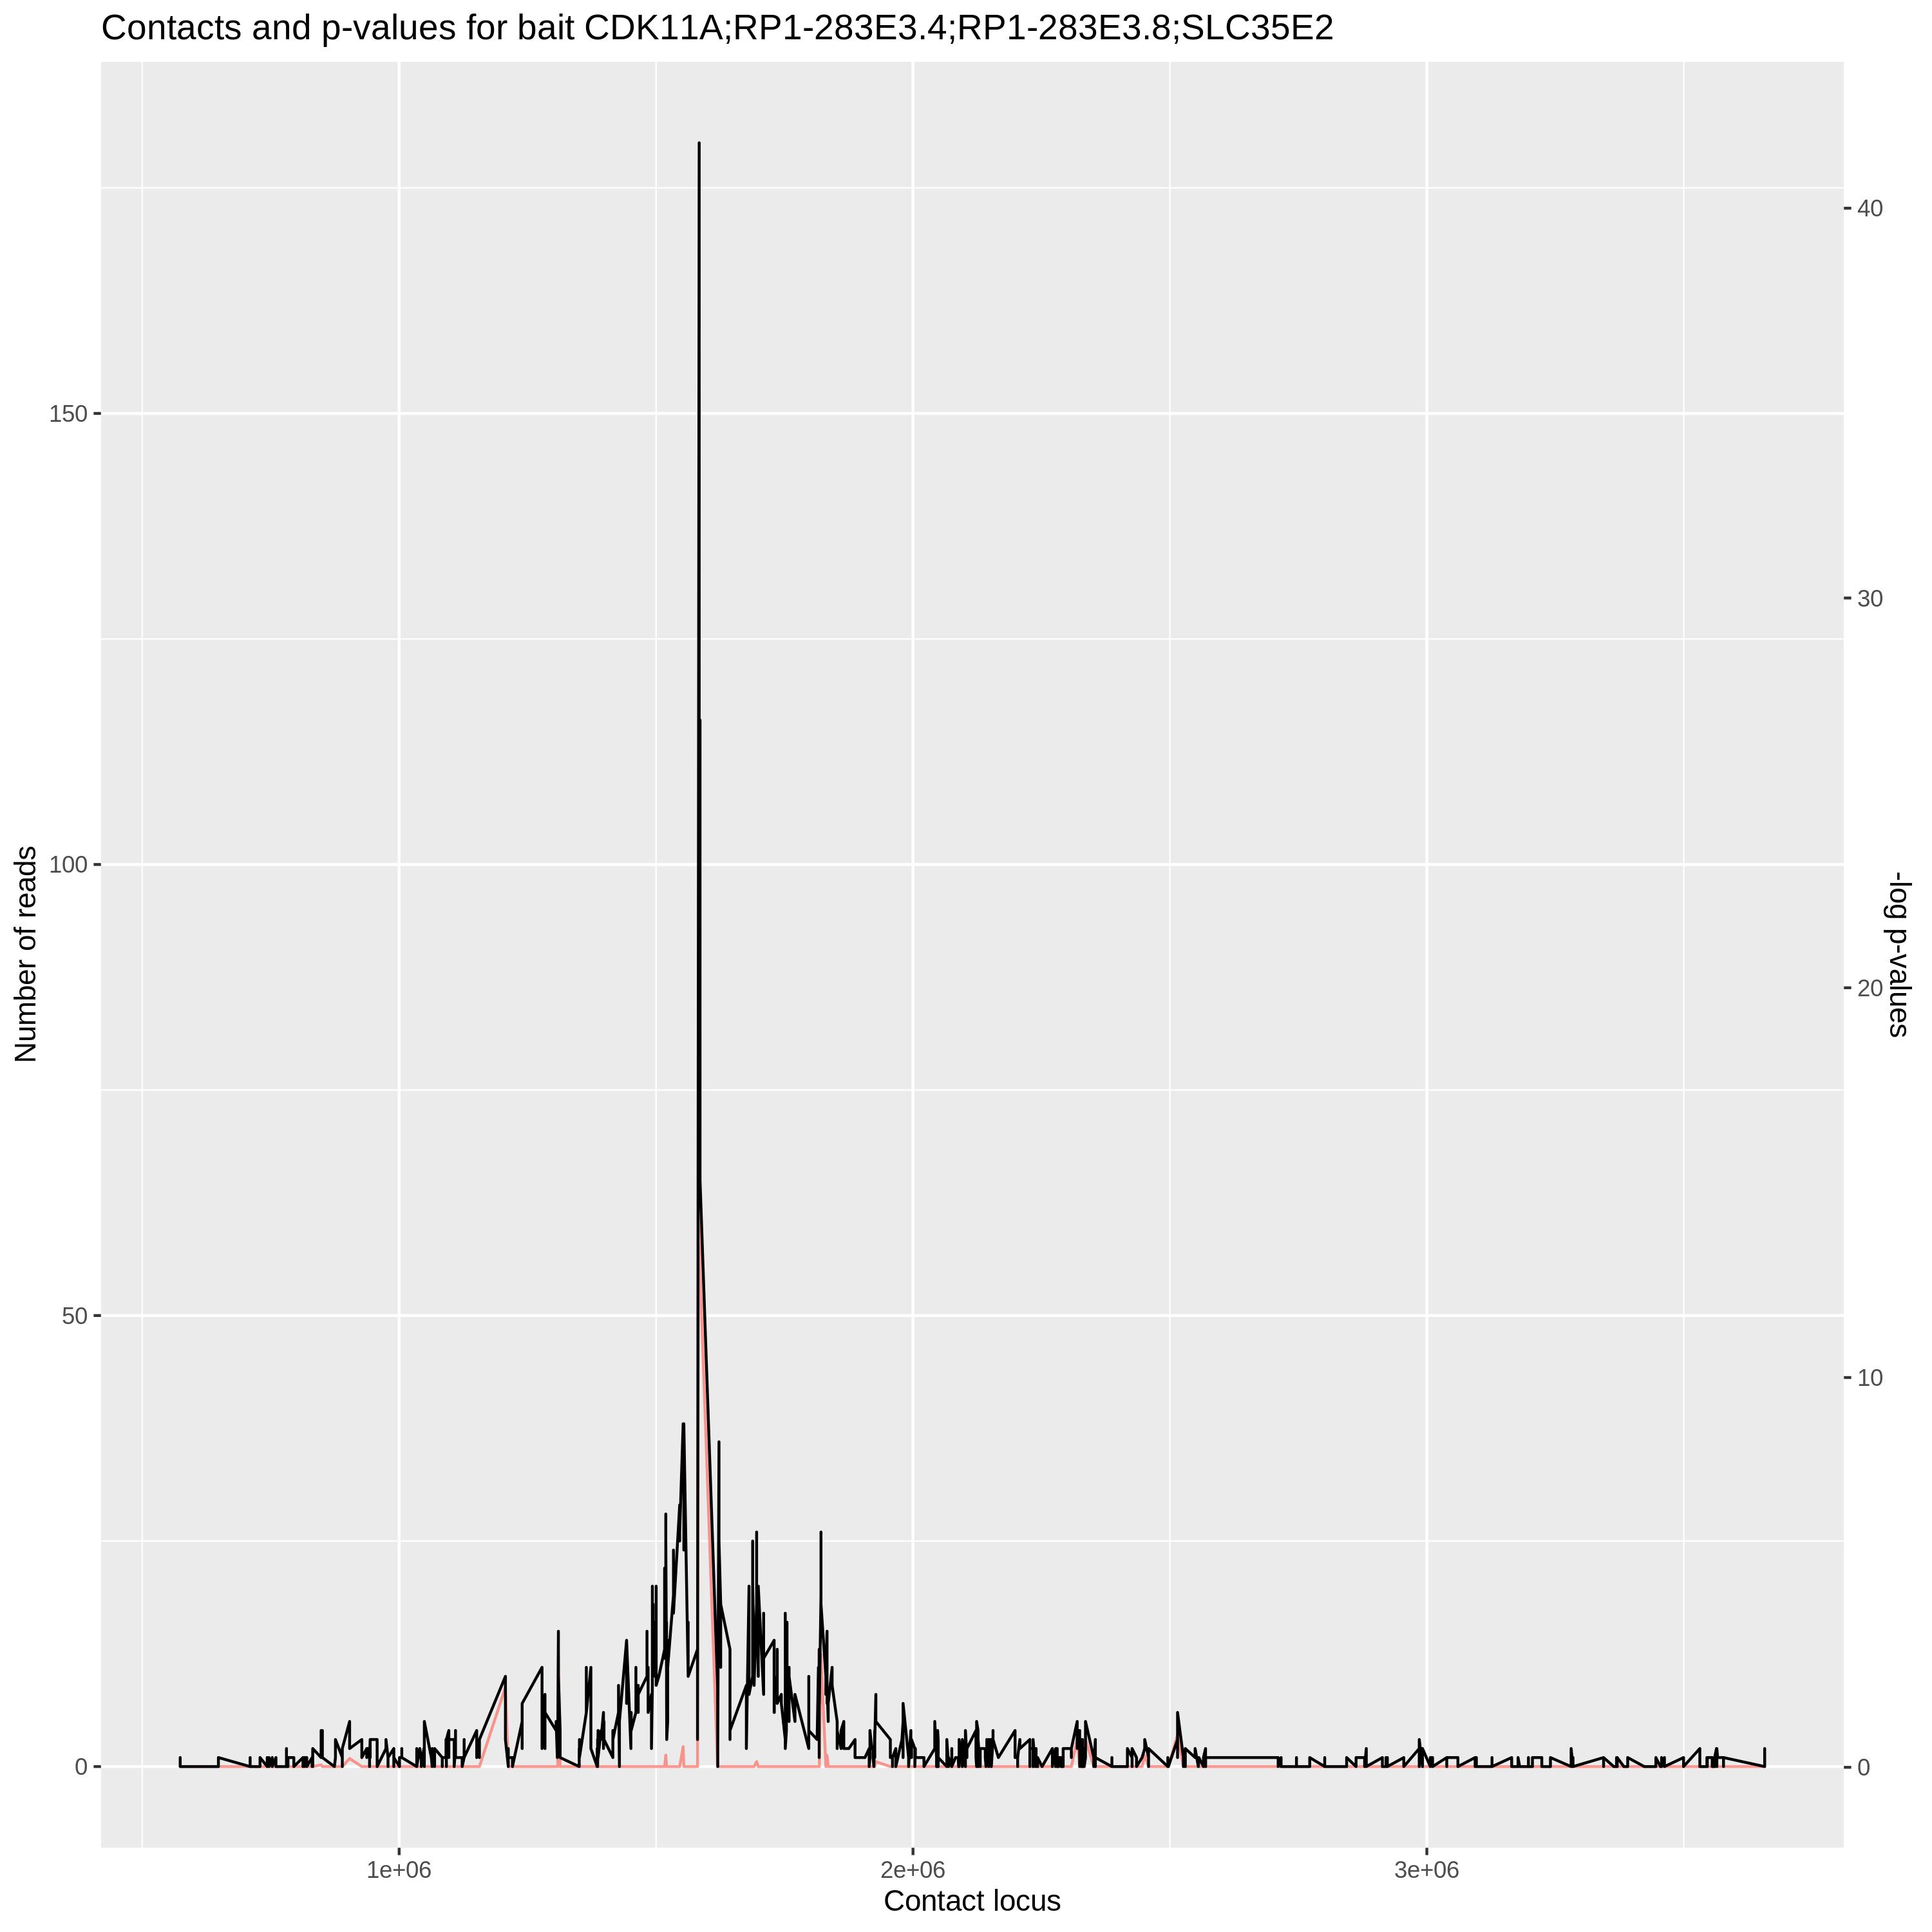 Contacts and p-values for bait CDK11A;RP1-283E3.4;RP1-283E3.8;SLC35E2
150
100
50
0
Number of reads
40
30
20
10
0
-log p-values
1e+06
2e+06
3e+06
Contact locus